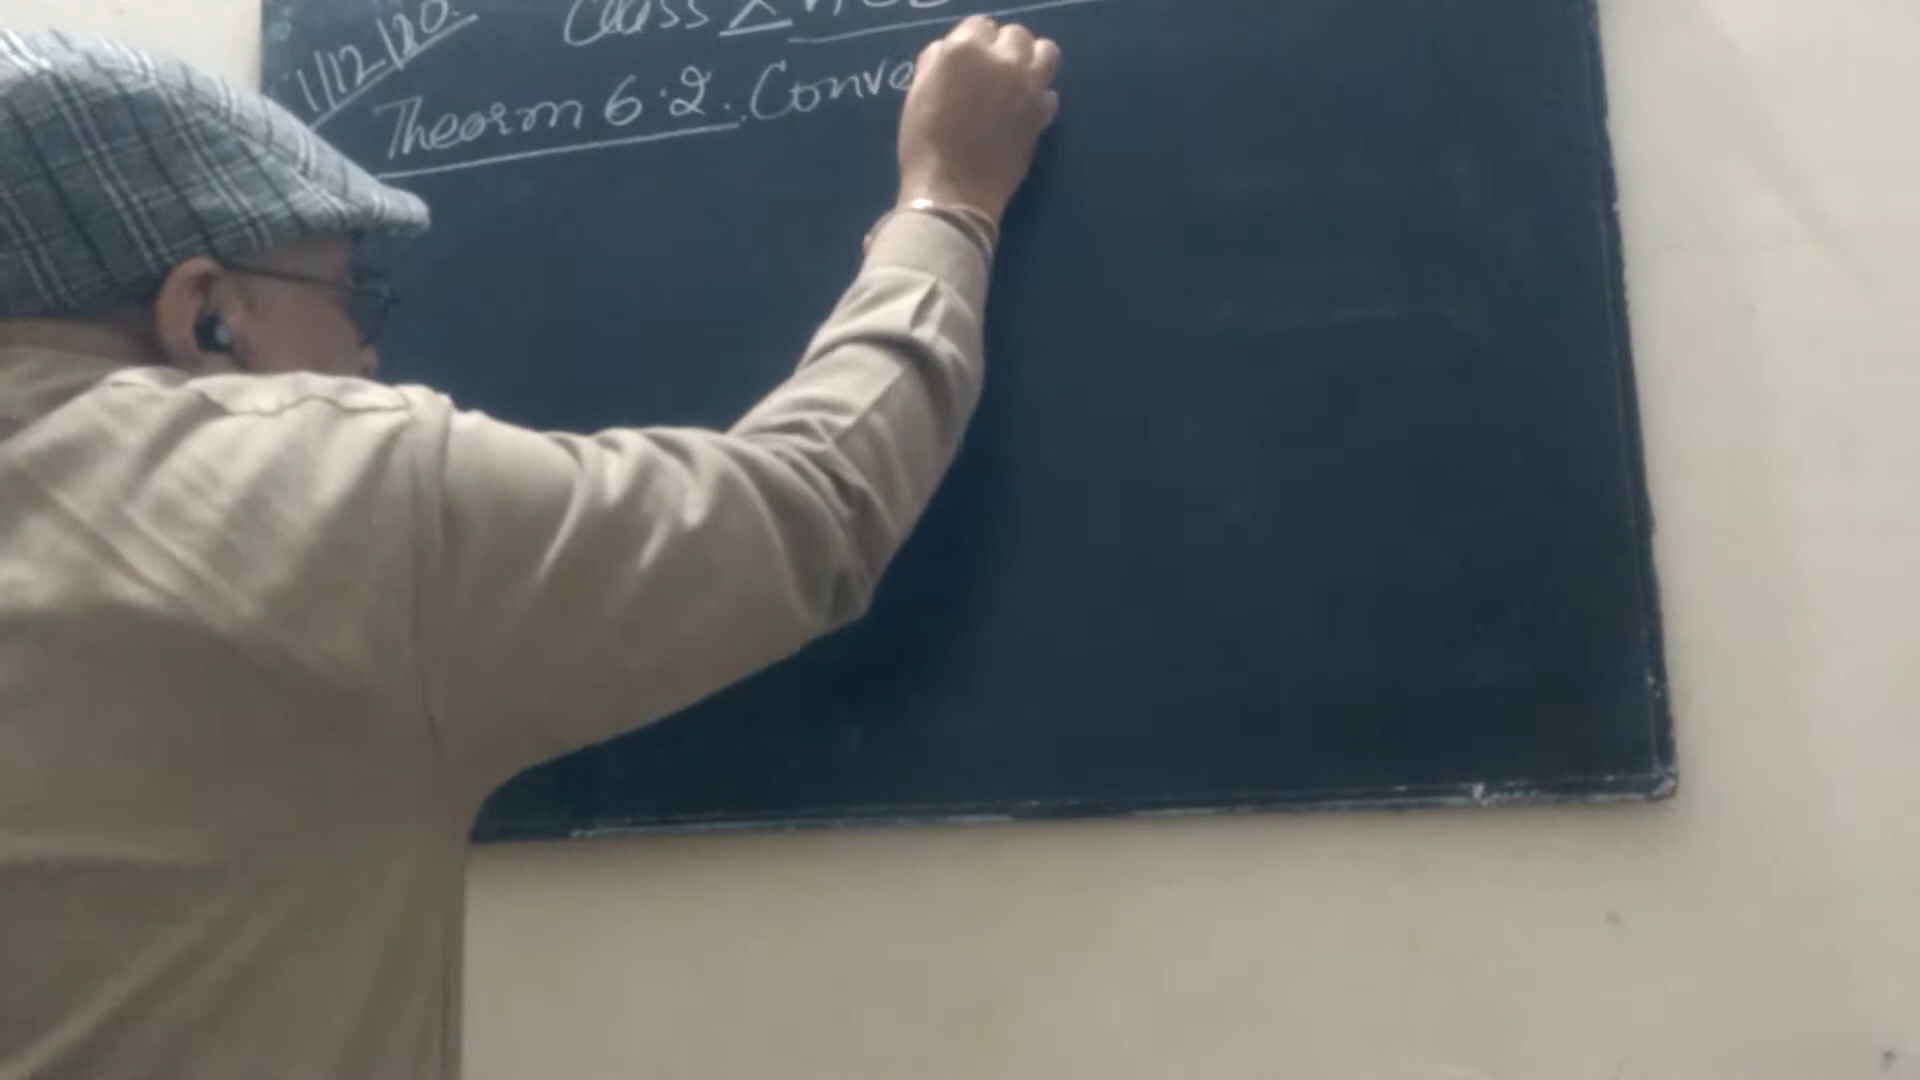 1/12/20.
Class X
Theorm 6.2. Conve